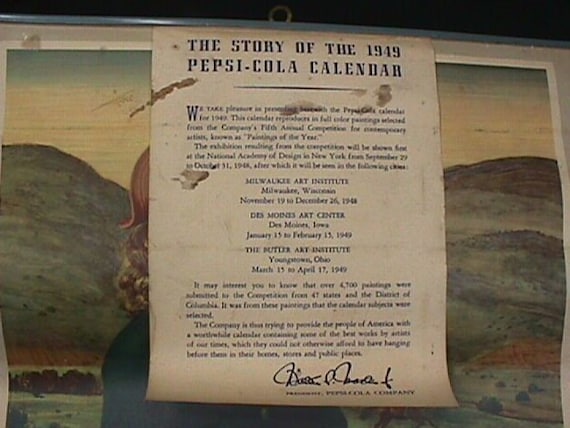 THE STORY OF THE 1949
PEPSI-COLA CALENDAR
WE TAKE pleasure in presenting herewith the Pepsi-Cola calendar
for 1949. This calendar reproduces in full color paintings selected
from the Company's Fifth Annual Competition for contemporary
artists, known as "Paintings of the Year."
The exhibition resulting from the competition will be shown first
at the National Academy of Design in New York from September 29
to October 31, 1948, after which it will be seen in the following cities:
MILWAUKEE ART INSTITUTE
Milwaukee, Wisconsin
November 19 to December 26, 1948
DES MOINES ART CENTER
Des Moines, Iowa
January 15 to February 15, 1949
THE BUTLER ART INSTITUTE
Youngstown, Ohio
March 15 to April 17, 1949
It may interest you to know that over 4,700 paintings were
submitted to the Competition from 47 states and the District of
Columbia. It was from these paintings that the calendar subjects were
selected.
The Company is thus trying to provide the people of America with
a worthwhile calendar containing some of the best works by artists
of our times, which they could not otherwise afford to have hanging
before them in their homes, stores and public places.
PRESIDENT, PEPSI-COLA COMPANY